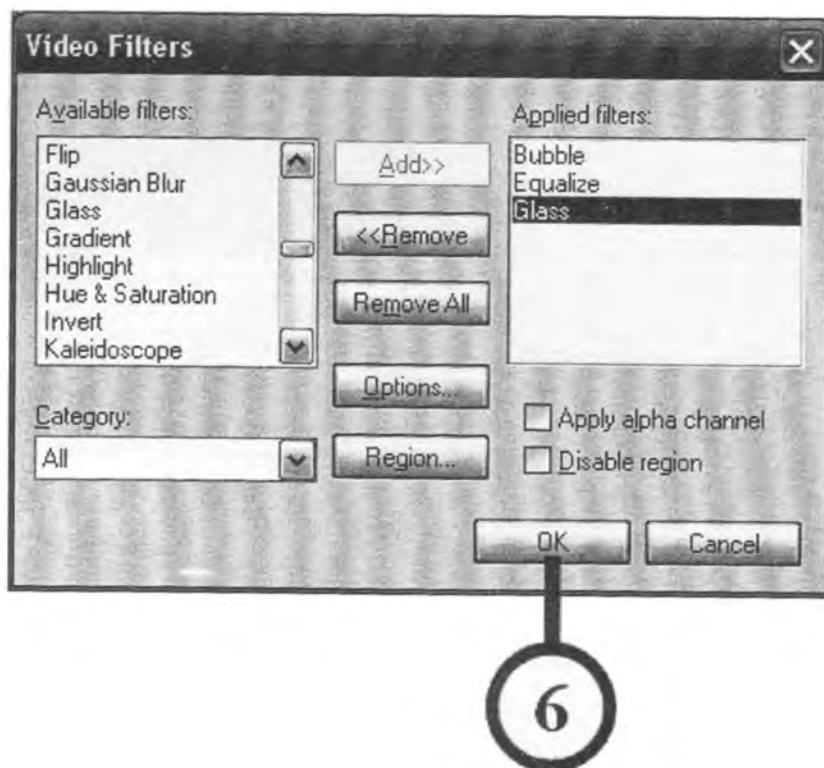 Video Filters
Available filters:
Flip
Gaussian Blur
Glass
Gradient
Highlight
Hue & Saturation
Invert
Kaleidoscope
Category:
All
Add>>
<<Remove
Remove All
Options...
Region...
Applied filters:
Bubble
Equalize
Glass
Apply alpha channel
Disable region
OK
Cancel
6